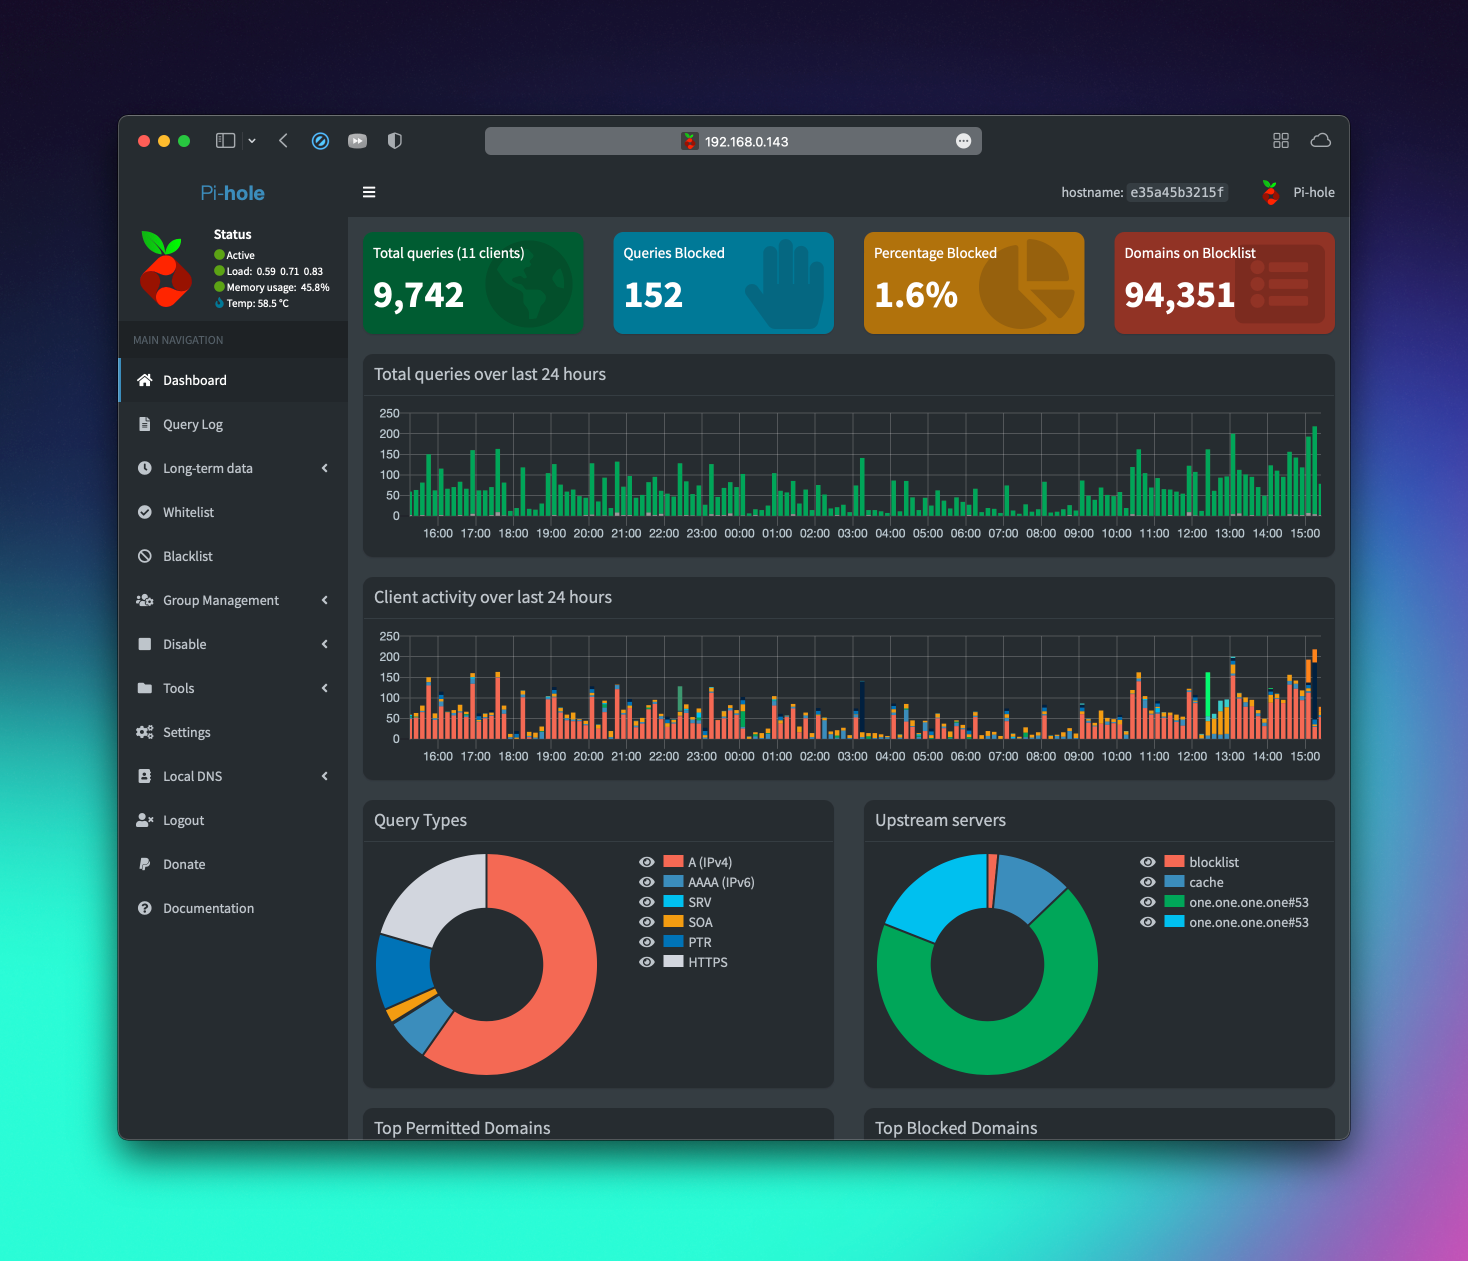 192.168.0.143
Pi-hole
hostname: e35a45b3215f
Pi-hole
Status
Active
Load: 0.59 0.71 0.83
Memory usage: 45.8%
Temp: 58.5 °C
MAIN NAVIGATION
Dashboard
Query Log
Long-term data
Whitelist
Blacklist
Group Management
Disable
Tools
Settings
Local DNS
Logout
Donate
Documentation
Total queries (11 clients)
9,742
Queries Blocked
152
Percentage Blocked
1.6%
Domains on Blocklist
94,351
Total queries over last 24 hours
250
200
150
100
50
0
16:00 17:00 18:00 19:00 20:00 21:00 22:00 23:00 00:00 01:00 02:00 03:00 04:00 05:00 06:00 07:00 08:00 09:00 10:00 11:00 12:00 13:00 14:00 15:00
Client activity over last 24 hours
250
200
150
100
50
0
16:00 17:00 18:00 19:00 20:00 21:00 22:00 23:00 00:00 01:00 02:00 03:00 04:00 05:00 06:00 07:00 08:00 09:00 10:00 11:00 12:00 13:00 14:00 15:00
Query Types
A (IPv4)
AAAA (IPv6)
SRV
SOA
PTR
HTTPS
Upstream servers
blocklist
cache
one.one.one.one#53
one.one.one.one#53
Top Permitted Domains
Top Blocked Domains